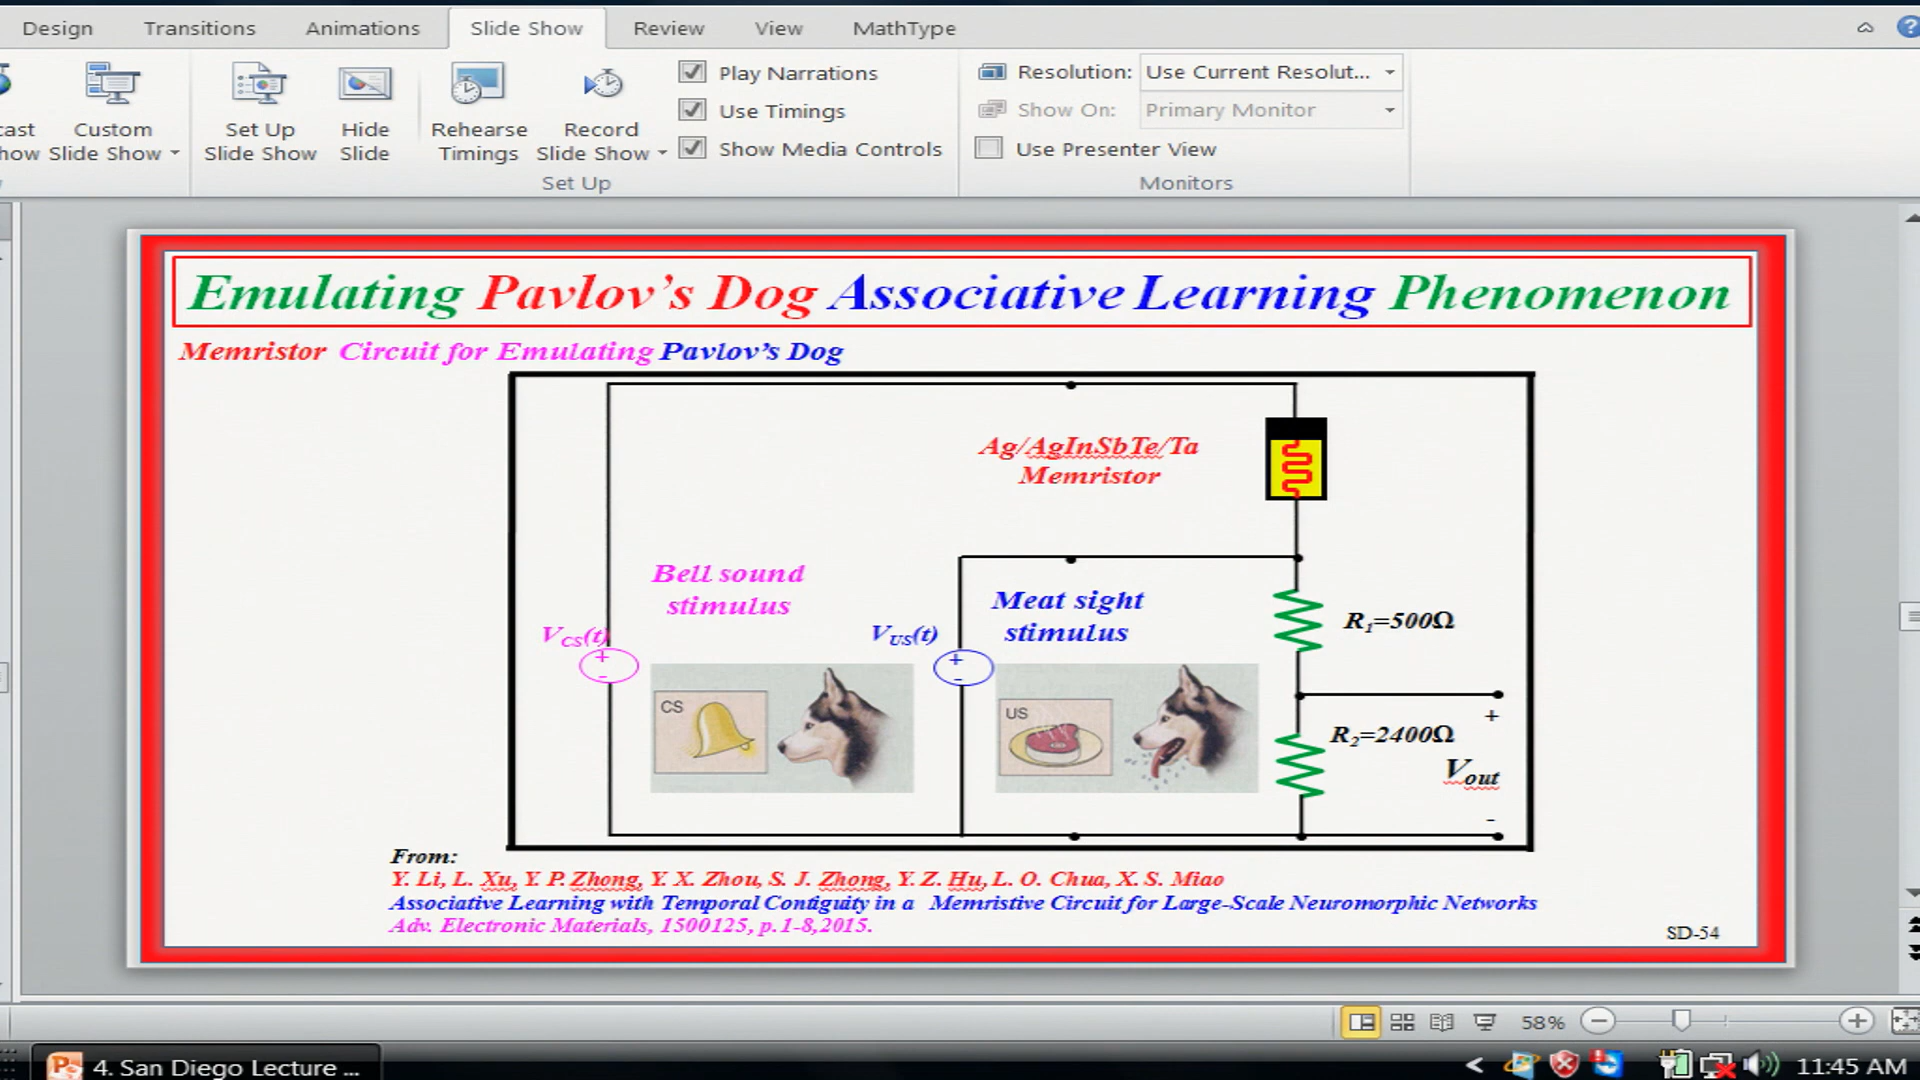 Design Transitions Animations Slide Show Review View MathType
Custom Slide Show
Set Up Slide Show
Hide Slide
Rehearse Timings
Record Slide Show
Play Narrations
Use Timings
Show Media Controls
Resolution: Use Current Resolut...
Show On: Primary Monitor
Use Presenter View
Set Up
Monitors
Emulating Pavlov's Dog Associative Learning Phenomenon
Memristor Circuit for Emulating Pavlov's Dog
Ag/AgInSbTe/Ta
Memristor
Bell sound
stimulus
Meat sight
stimulus
VCS(t)
+
-
VUS(t)
+
-
R1=500Ω
CS
US
+
R2=2400Ω
Vout
-
From:
Y. Li, L. Xu, Y. P. Zhong, Y. X. Zhou, S. J. Zhong, Y. Z. Hu, L. O. Chua, X. S. Miao
Associative Learning with Temporal Contiguity in a Memristive Circuit for Large-Scale Neuromorphic Networks
Adv. Electronic Materials, 1500125, p.1-8,2015.
SD-54
58%
4. San Diego Lecture ...
11:45 AM